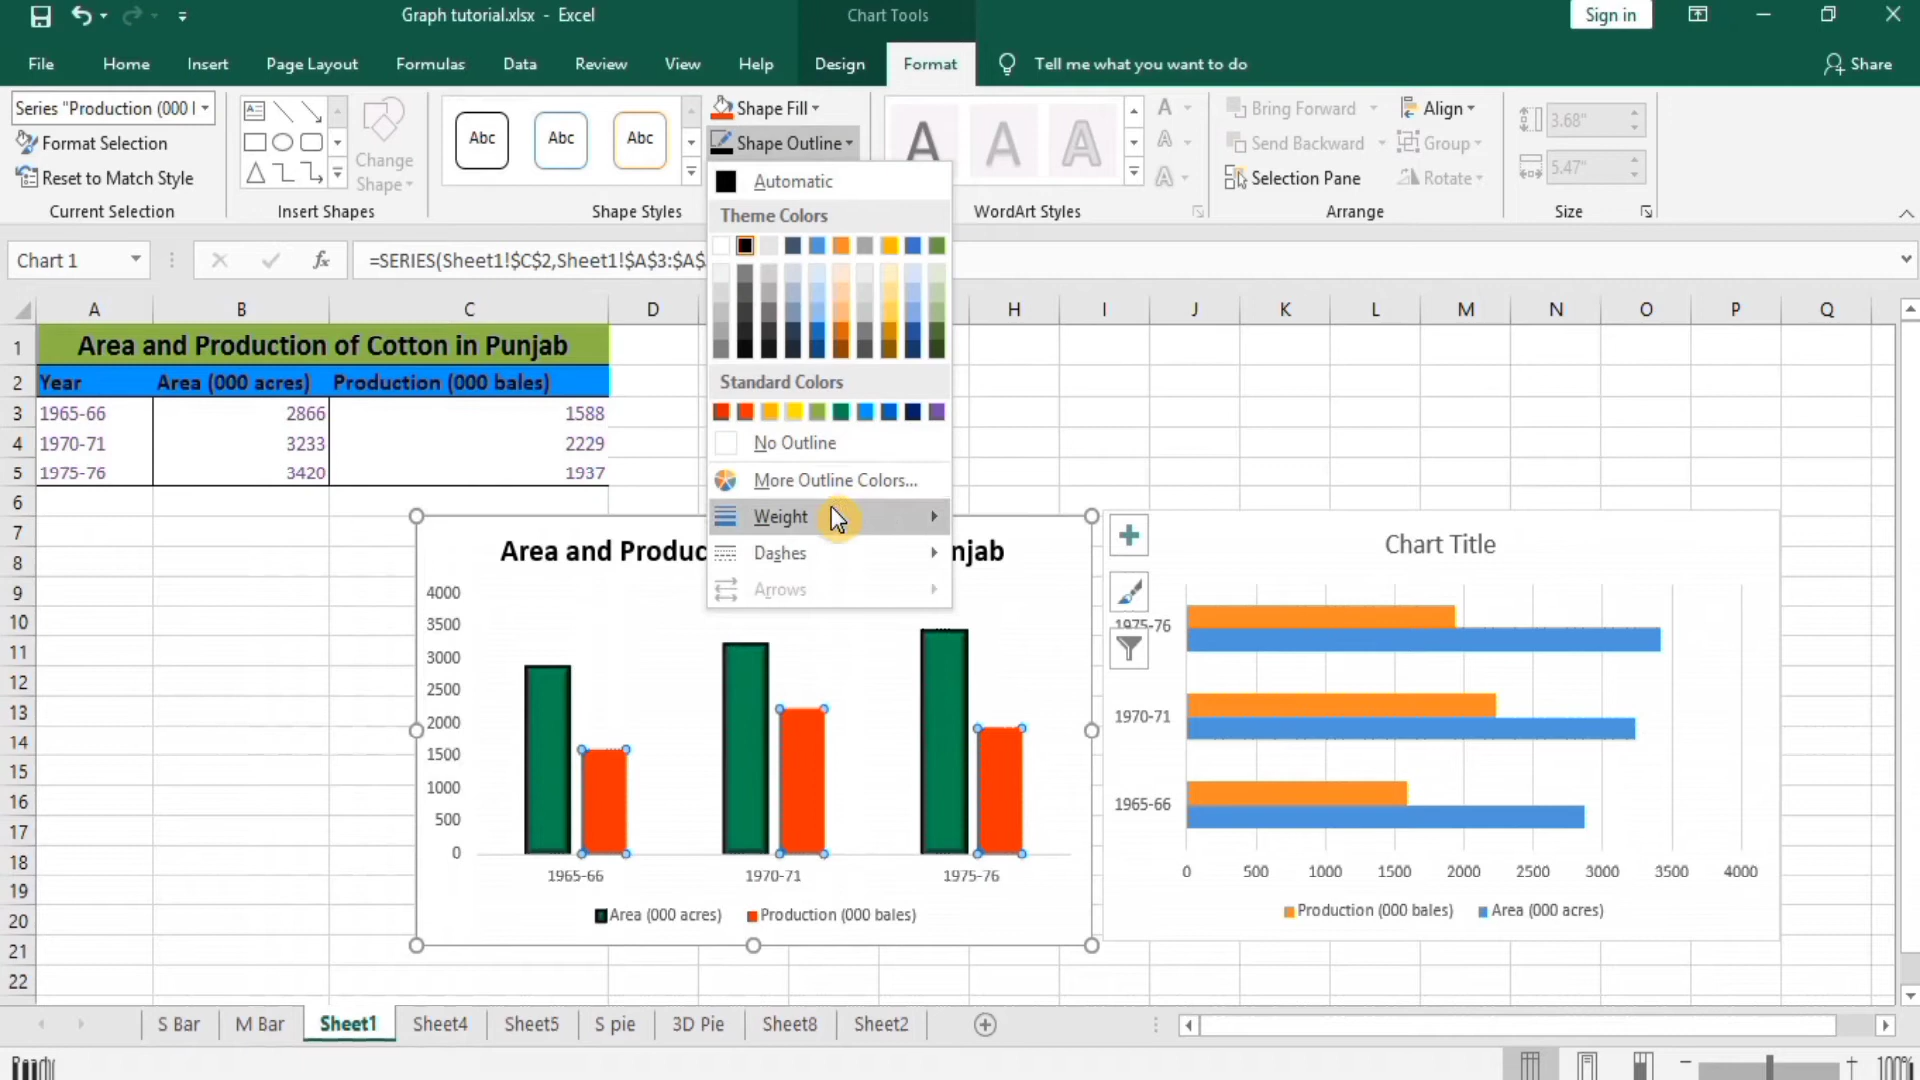 Graph tutorial.xlsx - Excel
Chart Tools
Sign in
File Home Insert Page Layout Formulas Data Review View Help Design Format Tell me what you want to do Share
Series "Production (000 l
Format Selection
Reset to Match Style
Current Selection
Change
Shape
Insert Shapes
Abc Abc Abc
Shape Styles
Shape Fill
Shape Outline
A A A
WordArt Styles
Bring Forward
Send Backward
Selection Pane
Align
Group
Rotate
Arrange
3.68"
5.47"
Size
Automatic
Theme Colors
Standard Colors
No Outline
More Outline Colors...
Weight
Dashes
Arrows
Chart 1
fx
=SERIES(Sheet1!$C$2,Sheet1!$A$3:$A$
A B C D H I J K L M N O P Q
1 Area and Production of Cotton in Punjab
2 Year Area (000 acres) Production (000 bales)
3 1965-66 2866 1588
4 1970-71 3233 2229
5 1975-76 3420 1937
6
7
8
9
10
11
12
13
14
15
16
17
18
19
20
21
22
Area and Produc
njab
4000
3500
3000
2500
2000
1500
1000
500
0
1965-66 1970-71 1975-76
Area (000 acres) Production (000 bales)
Chart Title
1975-76
1970-71
1965-66
0 500 1000 1500 2000 2500 3000 3500 4000
Production (000 bales) Area (000 acres)
S Bar M Bar Sheet1 Sheet4 Sheet5 S pie 3D Pie Sheet8 Sheet2
Ready
100%